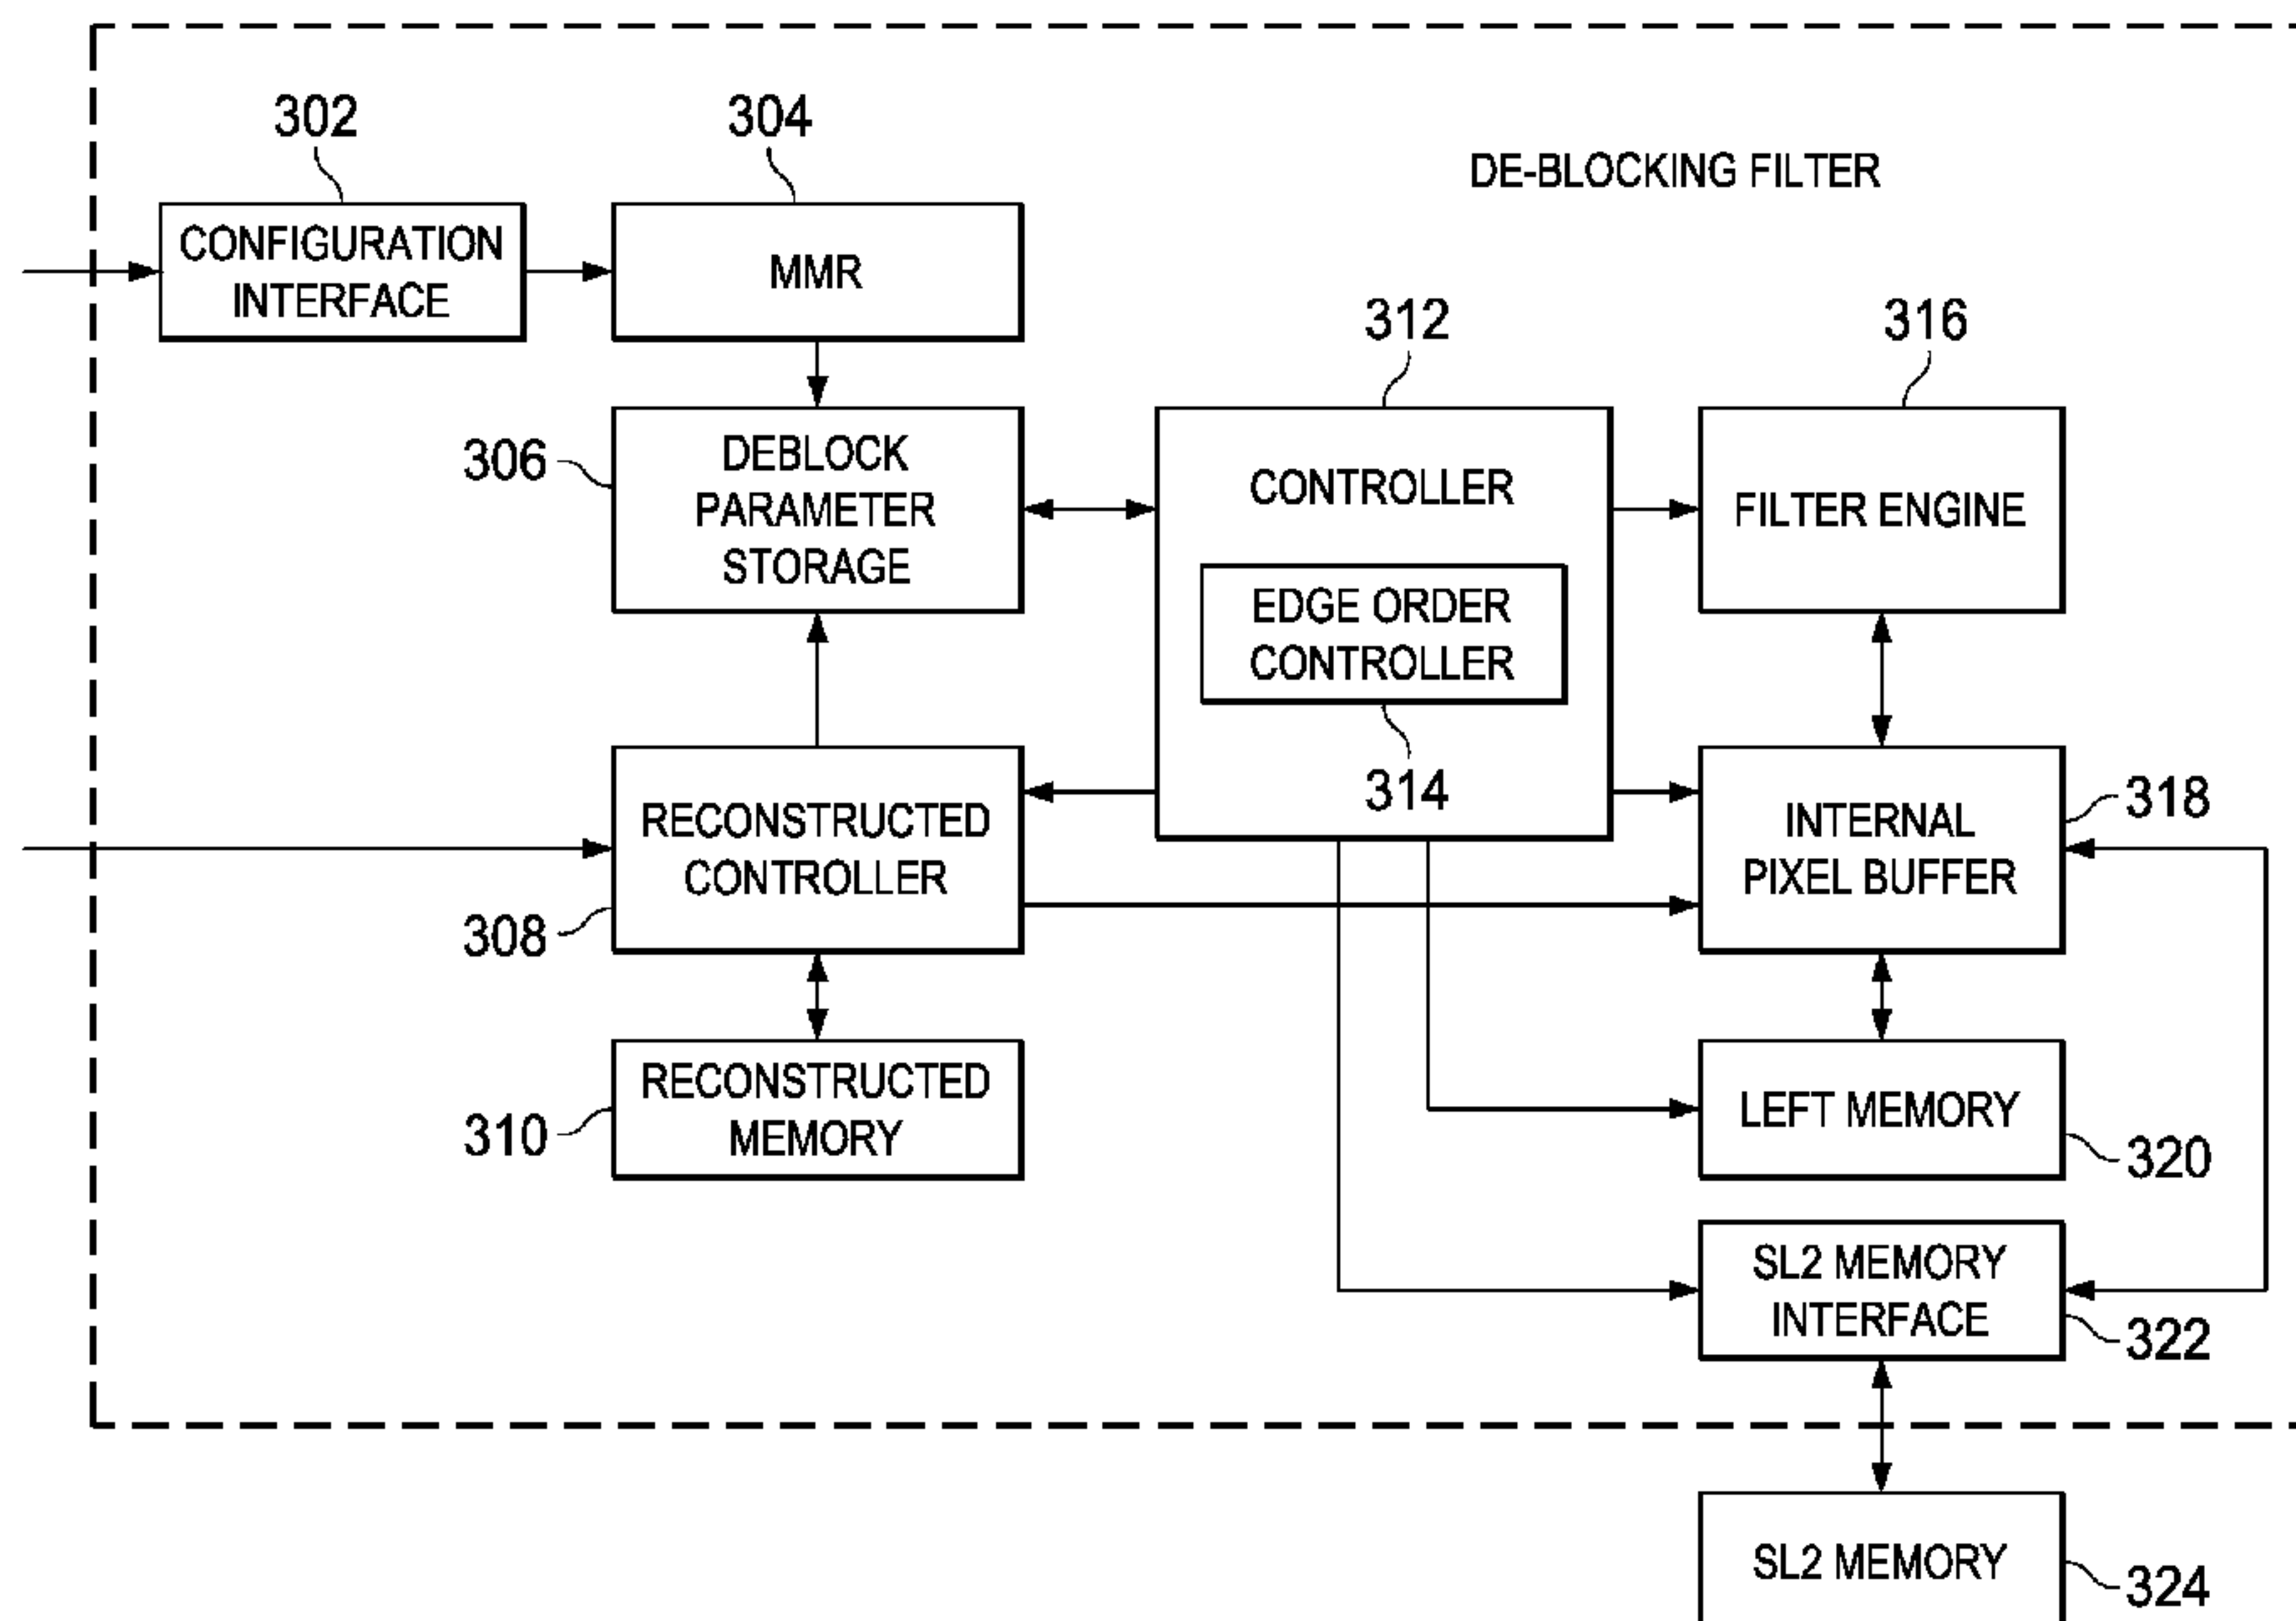 302
304
DE-BLOCKING FILTER
CONFIGURATION
INTERFACE
MMR
312
316
306
DEBLOCK
PARAMETER
STORAGE
CONTROLLER
FILTER ENGINE
EDGE ORDER
CONTROLLER
314
RECONSTRUCTED
CONTROLLER
308
INTERNAL
PIXEL BUFFER
318
RECONSTRUCTED
MEMORY
310
LEFT MEMORY
320
SL2 MEMORY
INTERFACE
322
SL2 MEMORY
324